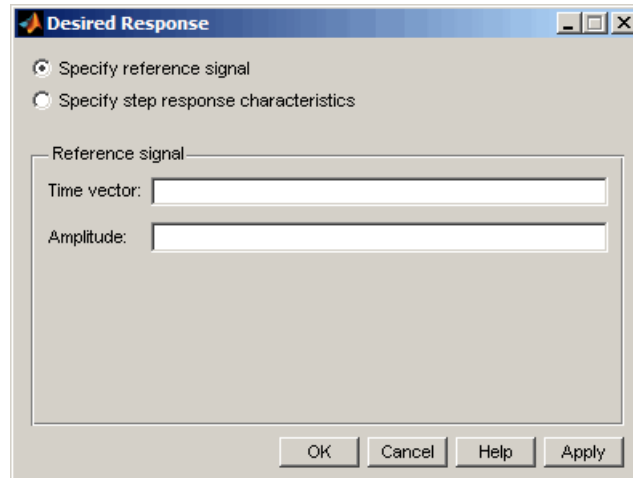 Desired Response
Specify reference signal
Specify step response characteristics
Reference signal
Time vector:
Amplitude:
OK Cancel Help Apply